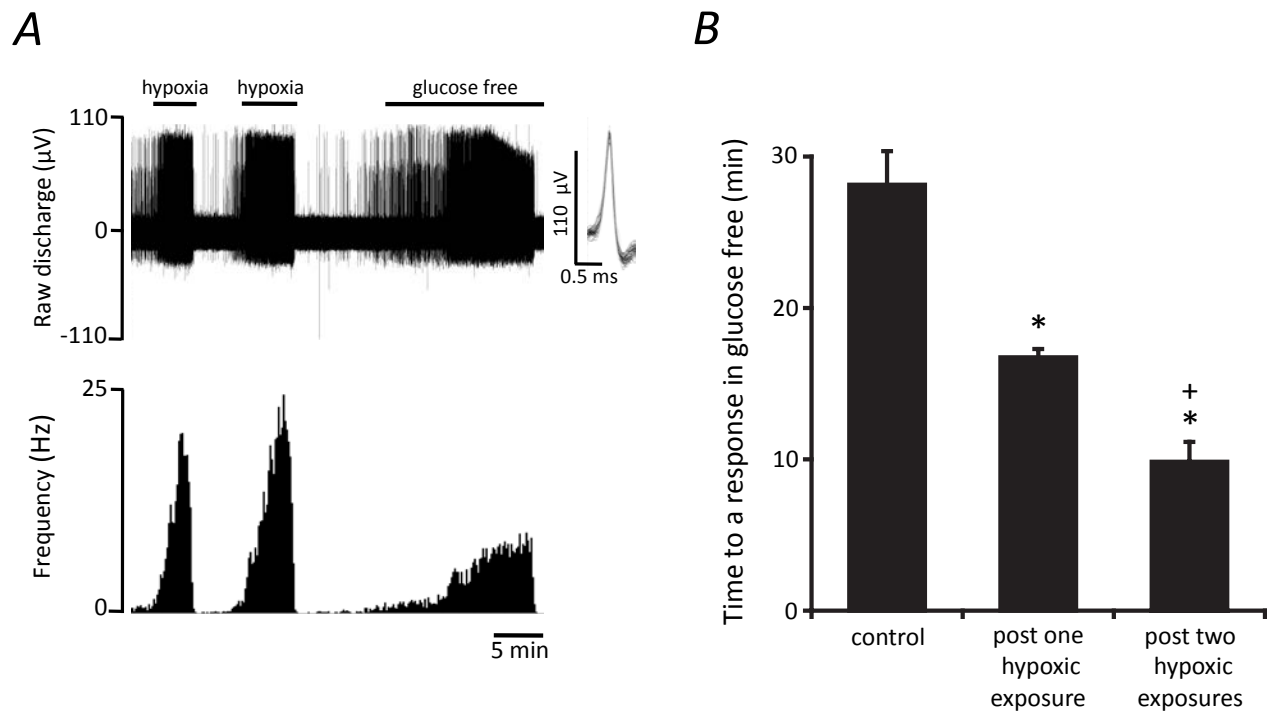 A
B
hypoxia
hypoxia
glucose free
110
0
-110
Raw discharge (µV)
110 µV
0.5 ms
25
0
Frequency (Hz)
5 min
Time to a response in glucose free (min)
30
20
10
0
*
+
*
control
post one
hypoxic
exposure
post two
hypoxic
exposures